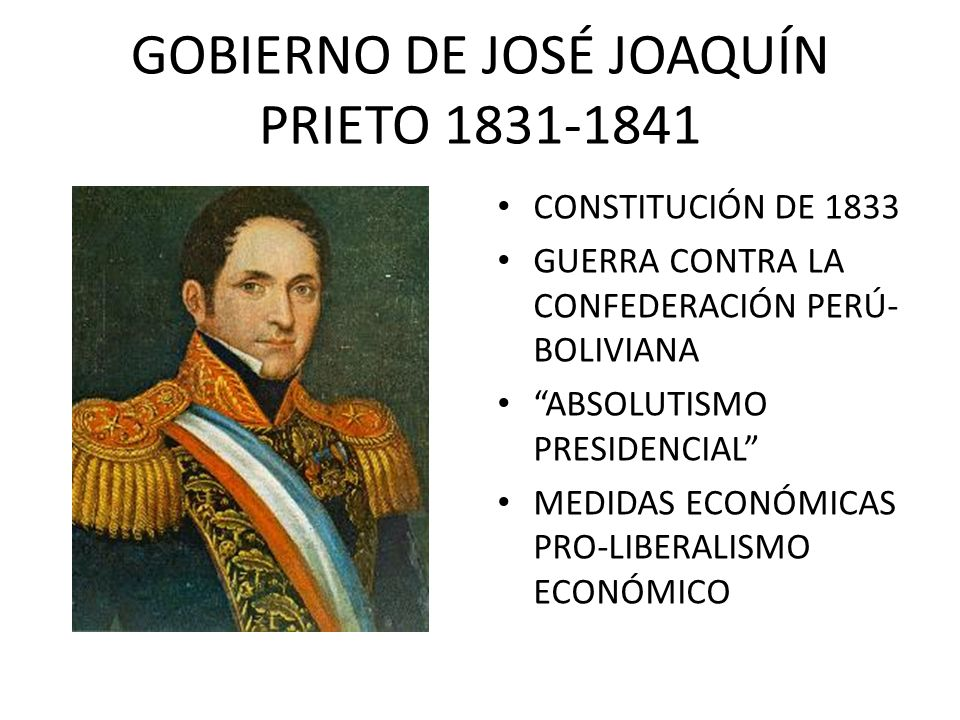 GOBIERNO DE JOSÉ JOAQUÍN
PRIETO 1831-1841
• CONSTITUCIÓN DE 1833
• GUERRA CONTRA LA
CONFEDERACIÓN PERÚ-
BOLIVIANA
• “ABSOLUTISMO
PRESIDENCIAL”
• MEDIDAS ECONÓMICAS
PRO-LIBERALISMO
ECONÓMICO